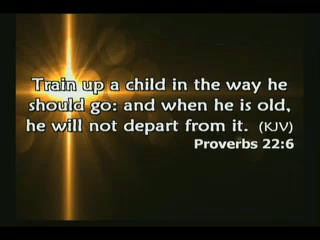 Train up a child in the way he
should go: and when he is old,
he will not depart from it. (KJV)
Proverbs 22:6